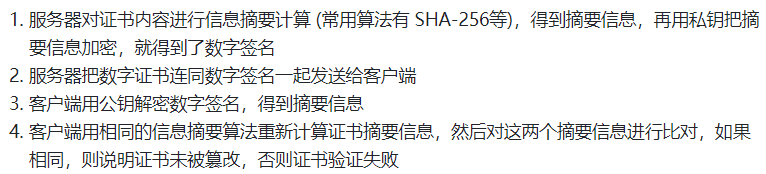 1. 服务器对证书内容进行信息摘要计算 (常用算法有 SHA-256等)，得到摘要信息，再用私钥把摘
要信息加密，就得到了数字签名
2. 服务器把数字证书连同数字签名一起发送给客户端
3. 客户端用公钥解密数字签名，得到摘要信息
4. 客户端用相同的信息摘要算法重新计算证书摘要信息，然后对这两个摘要信息进行比对，如果
相同，则说明证书未被篡改，否则证书验证失败